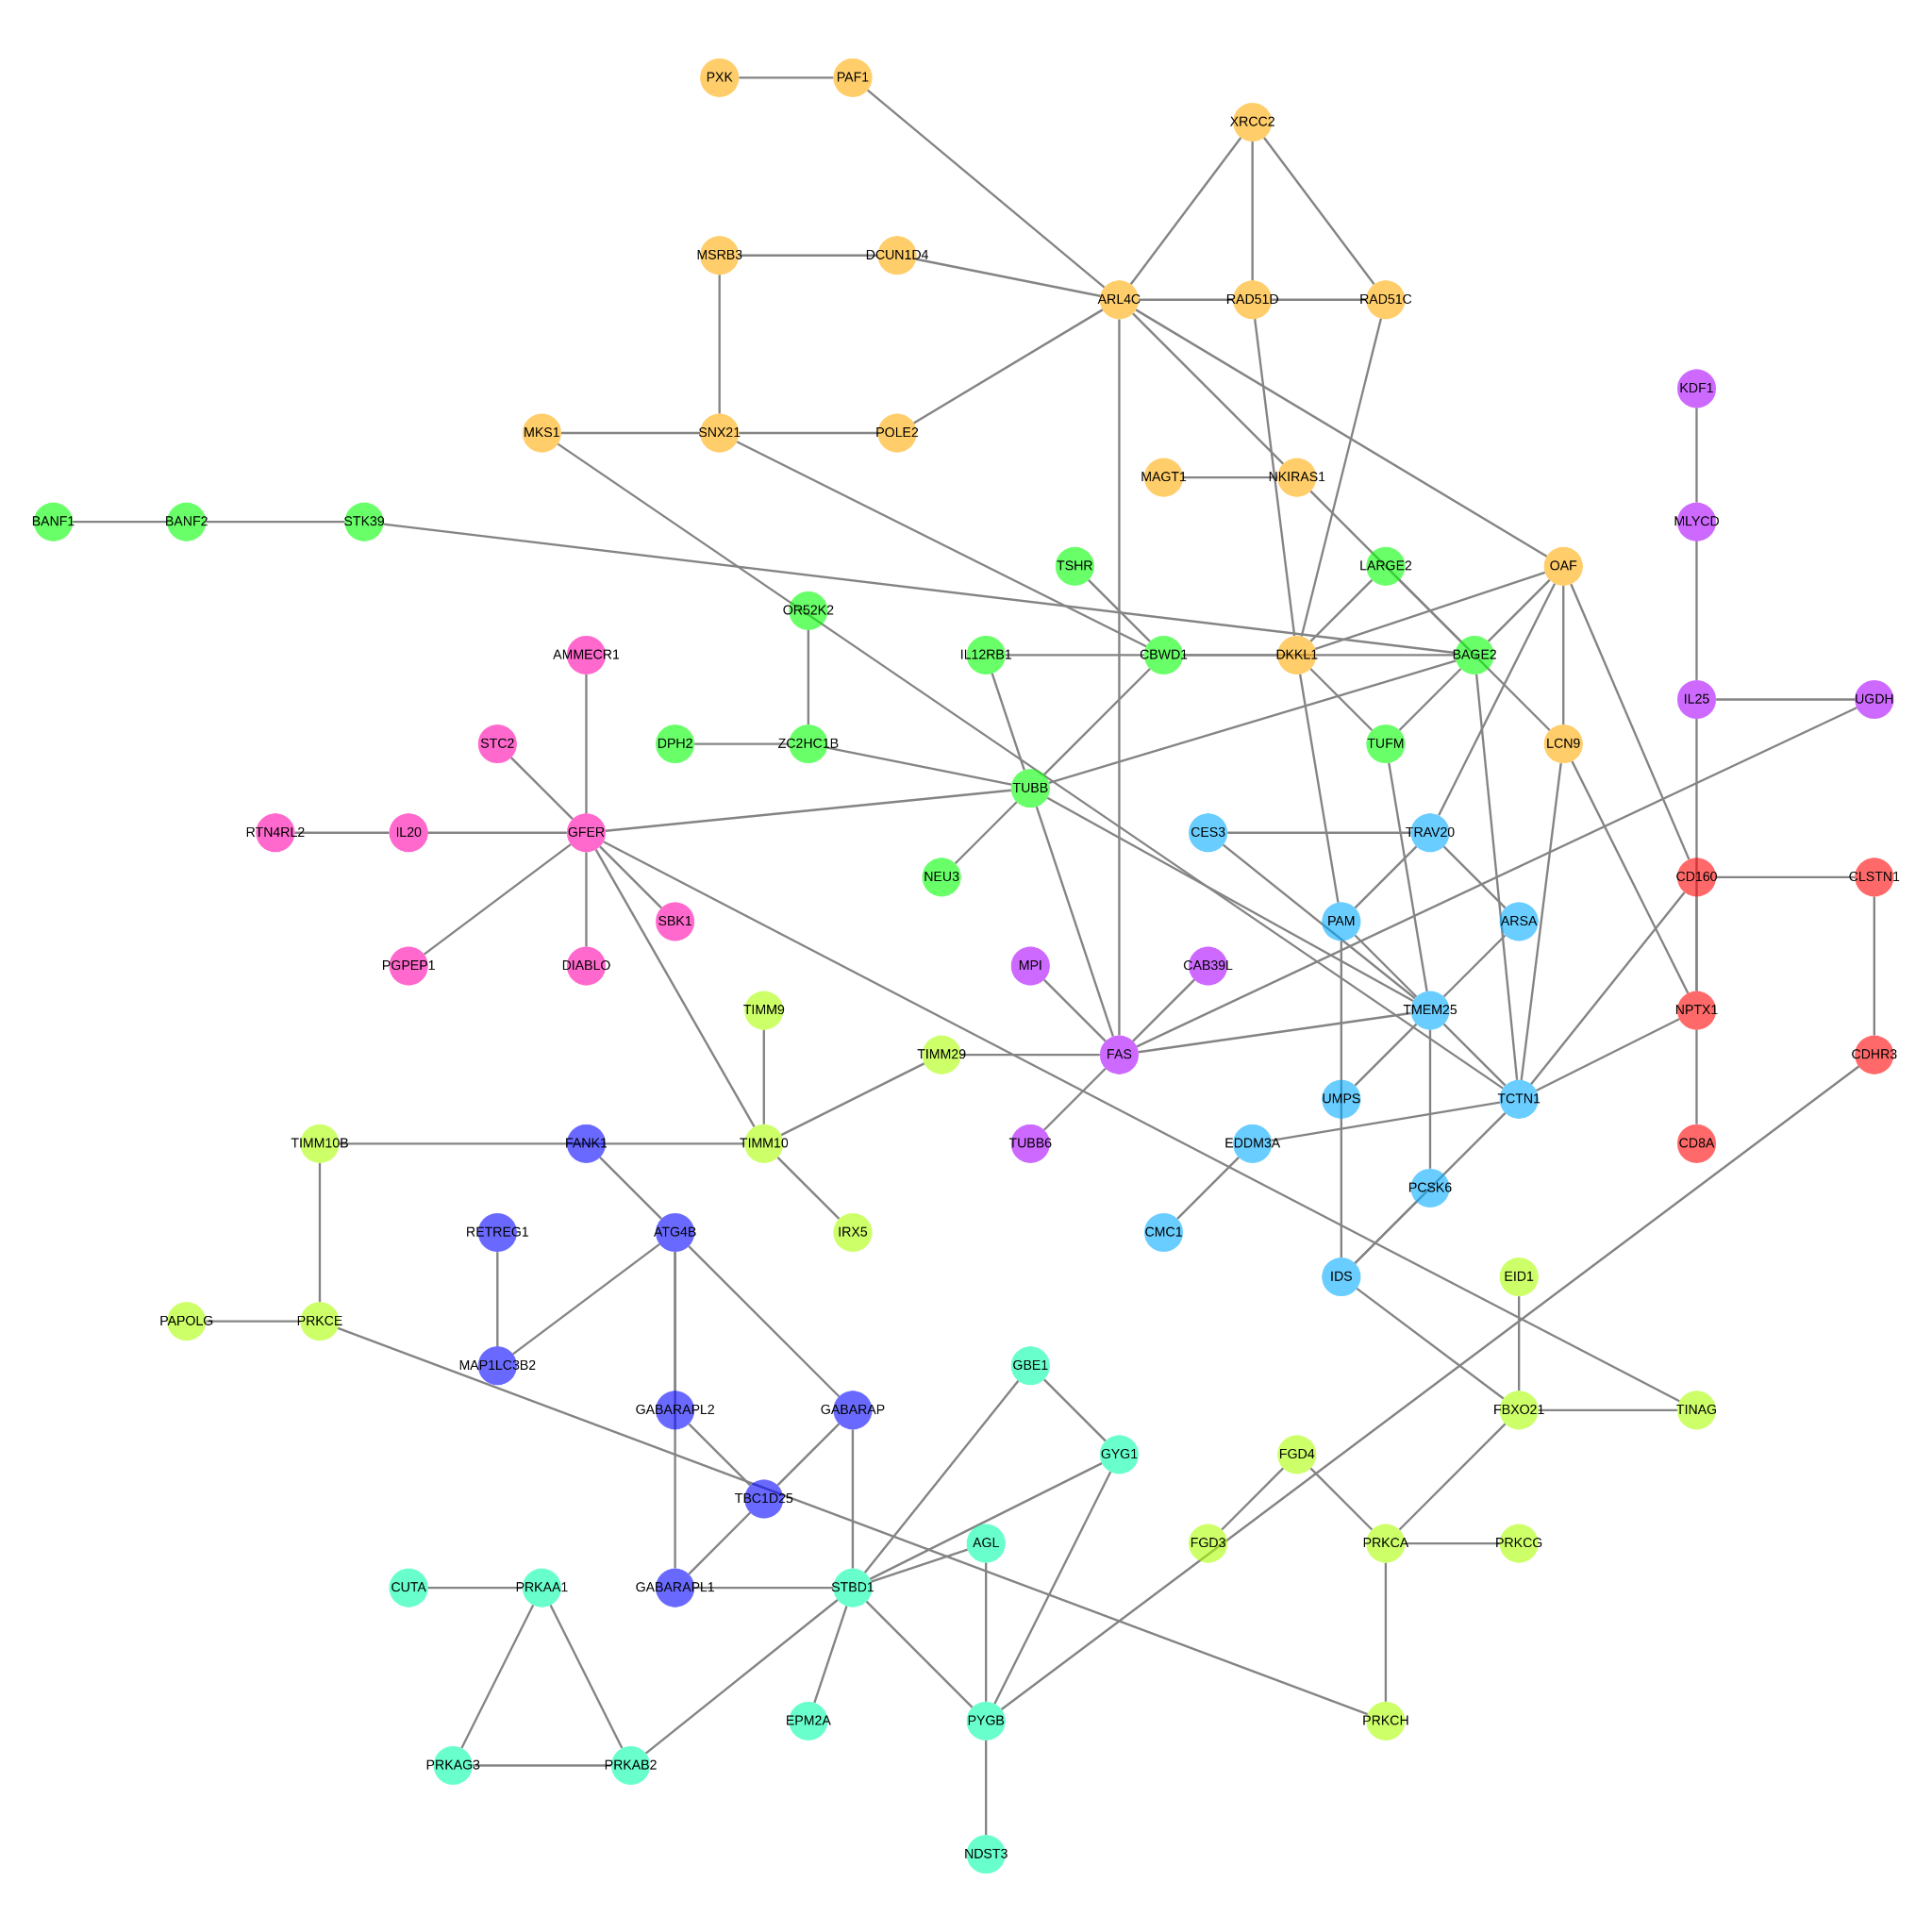 PXK PAF1
XRCC2
MSRB3 DCUN1D4
ARL4C RAD51D RAD51C
KDF1
MKS1 SNX21 POLE2
MAGT1 NKIRAS1
BANF1 BANF2 STK39 MLYCD
TSHR LARGE2 OAF
OR52K2
AMMECR1 IL12RB1 CBWD1 DKKL1 BAGE2
IL25 UGDH
STC2 DPH2 ZC2HC1B TUFM LCN9
TUBB
RTN4RL2 IL20 GFER CES3 TRAV20
NEU3 CD160 CLSTN1
SBK1 PAM ARSA
PGPEP1 DIABLO MPI CAB39L
TIMM9 TMEM25 NPTX1
TIMM29 FAS CDHR3
UMPS TCTN1
TIMM10B FANK1 TIMM10 TUBB6 EDDM3A CD8A
PCSK6
RETREG1 ATG4B IRX5 CMC1
IDS EID1
PAPOLG PRKCE
MAP1LC3B2 GBE1
GABARAPL2 GABARAP FBXO21 TINAG
GYG1 FGD4
TBC1D25
AGL FGD3 PRKCA PRKCG
CUTA PRKAA1 GABARAPL1 STBD1
EPM2A PYGB PRKCH
PRKAG3 PRKAB2
NDST3